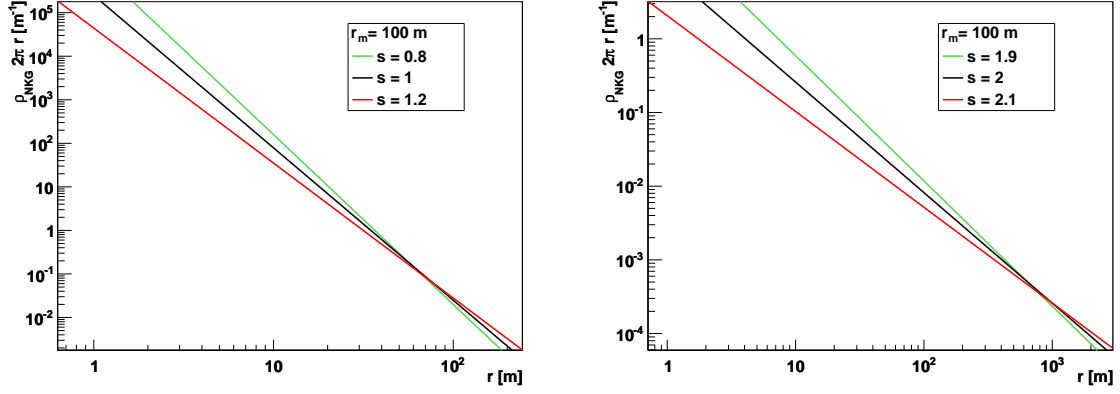 ρNKG 2π r [m-1]
105
104
103
102
10
1
10-1
10-2
rm= 100 m
s = 0.8
s = 1
s = 1.2
1
10
102
r [m]
ρNKG 2π r [m-1]
1
10-1
10-2
10-3
10-4
rm= 100 m
s = 1.9
s = 2
s = 2.1
1
10
102
103
r [m]